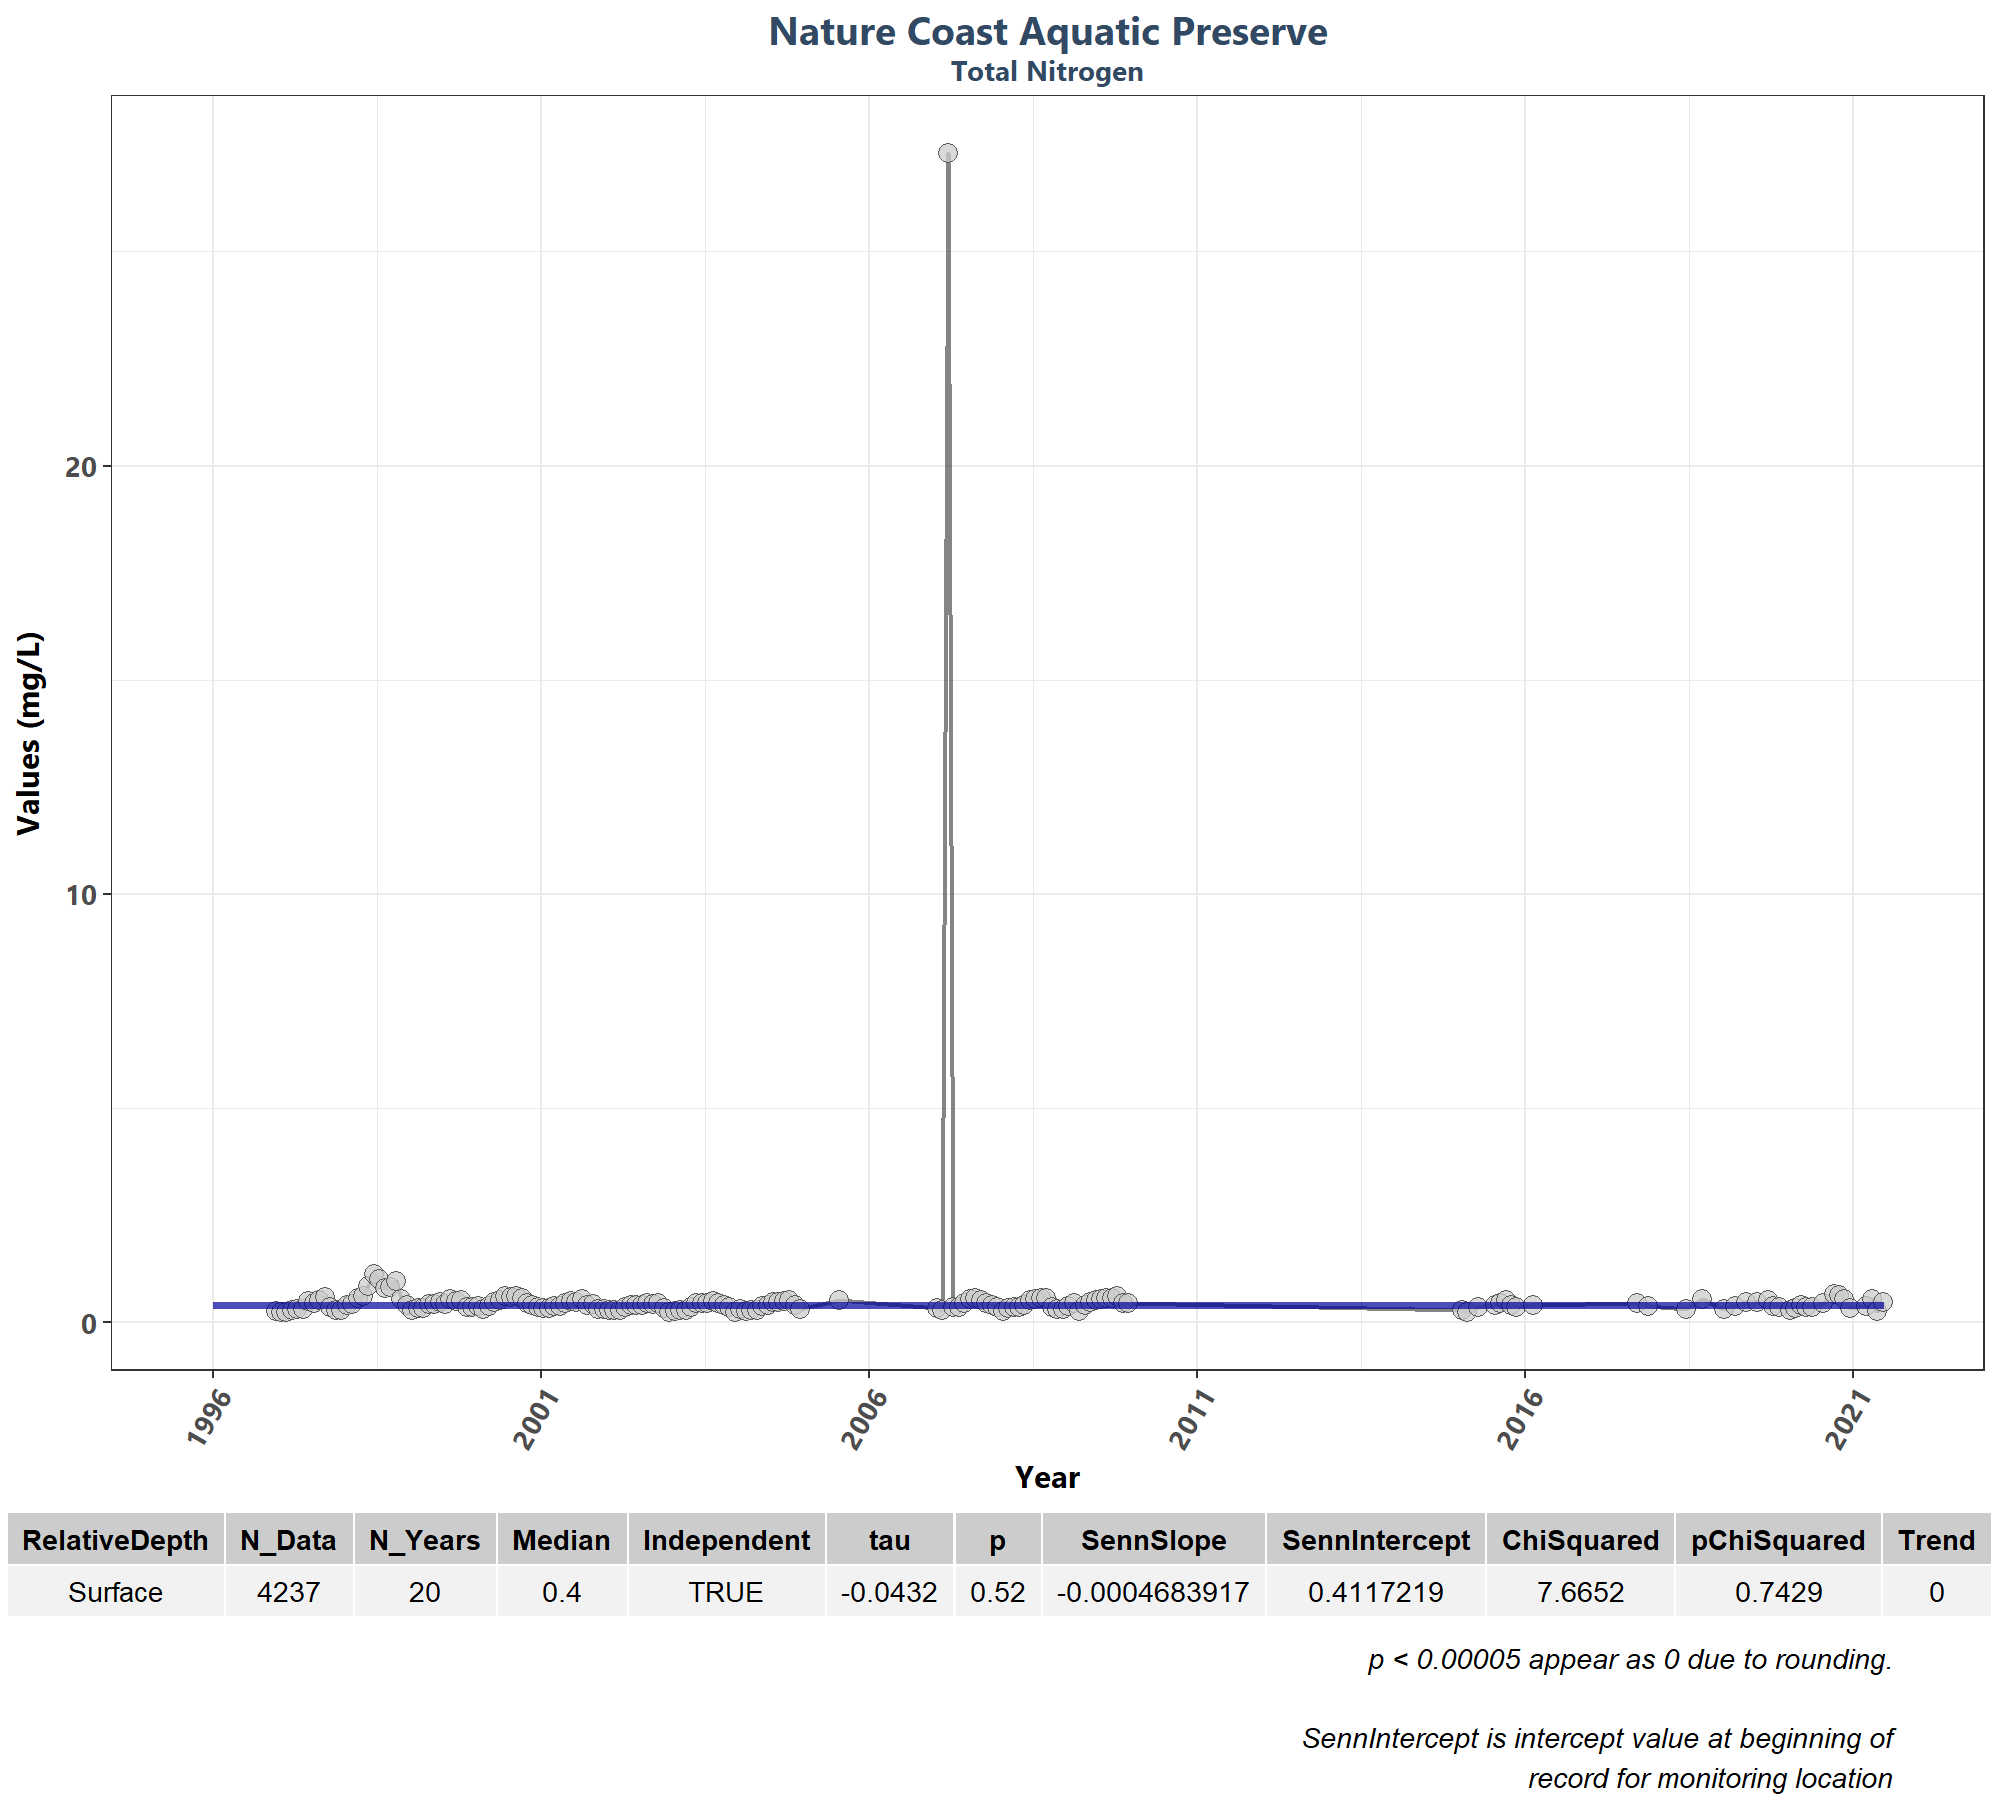 Nature Coast Aquatic Preserve
Total Nitrogen
Values (mg/L)
20
10
0
1996 2001 2006 2011 2016 2021
Year
RelativeDepth N_Data N_Years Median Independent tau p SennSlope SennIntercept ChiSquared pChiSquared Trend
Surface 4237 20 0.4 TRUE -0.0432 0.52 -0.0004683917 0.4117219 7.6652 0.7429 0
p < 0.00005 appear as 0 due to rounding.
SennIntercept is intercept value at beginning of
record for monitoring location